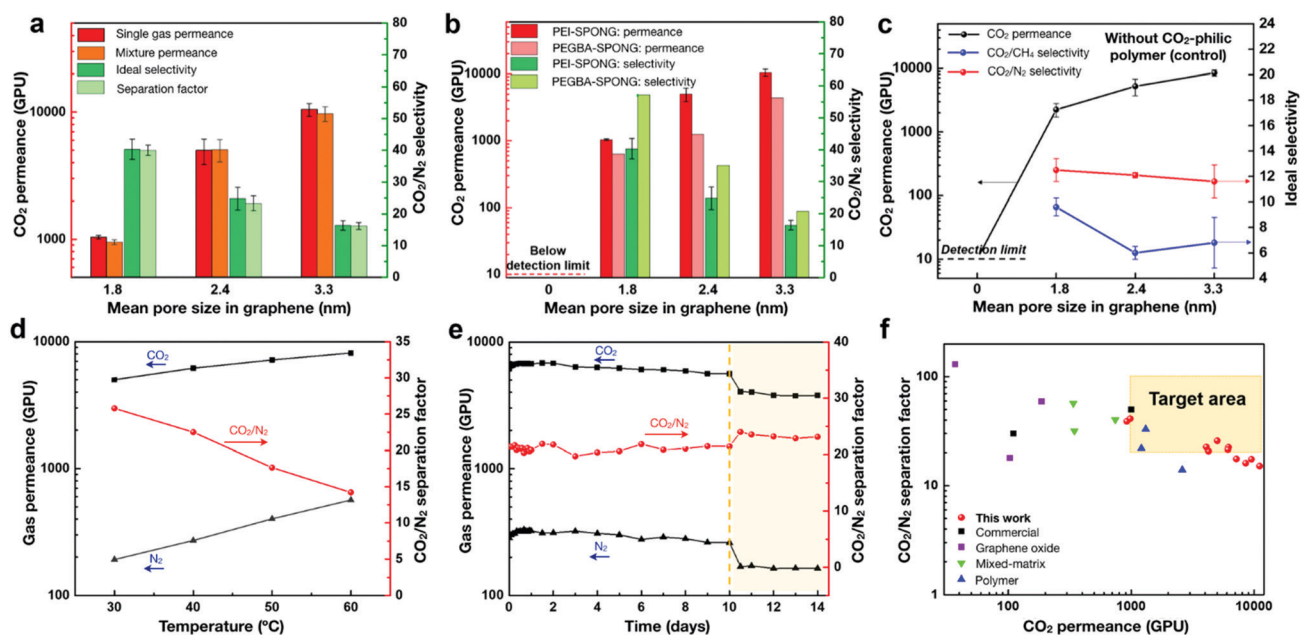 a
Single gas permeance
Mixture permeance
Ideal selectivity
Separation factor
10000
1000
CO₂ permeance (GPU)
80
70
60
50
40
30
20
10
0
CO₂/N₂ selectivity
1.8 2.4 3.3
Mean pore size in graphene (nm)
b
PEI-SPONG: permeance
PEGBA-SPONG: permeance
PEI-SPONG: selectivity
PEGBA-SPONG: selectivity
10000
1000
100
10
CO₂ permeance (GPU)
Below
detection limit
80
70
60
50
40
30
20
10
0
CO₂/N₂ selectivity
0 1.8 2.4 3.3
Mean pore size in graphene (nm)
c
CO₂ permeance
CO₂/CH₄ selectivity
CO₂/N₂ selectivity
Without CO₂-philic
polymer (control)
10000
1000
100
10
CO₂ permeance (GPU)
Detection limit
24
22
20
18
16
14
12
10
8
6
4
Ideal selectivity
0 1.8 2.4 3.3
Mean pore size in graphene (nm)
d
10000
1000
100
Gas permeance (GPU)
CO₂
CO₂/N₂
N₂
35
30
25
20
15
10
5
0
CO₂/N₂ separation factor
30 40 50 60
Temperature (°C)
e
10000
1000
100
Gas permeance (GPU)
CO₂
CO₂/N₂
N₂
40
30
20
10
0
CO₂/N₂ separation factor
0 2 4 6 8 10 12 14
Time (days)
f
100
10
1
CO₂/N₂ separation factor
Target area
This work
Commercial
Graphene oxide
Mixed-matrix
Polymer
100 1000 10000
CO₂ permeance (GPU)